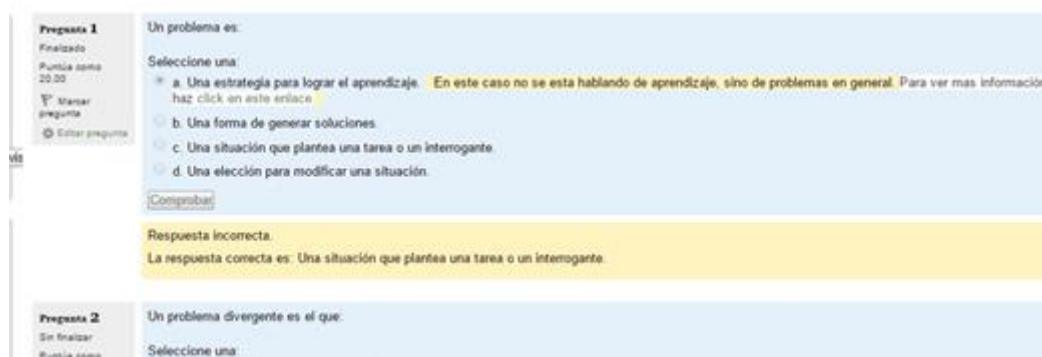 Pregunta 1
Finalizado
Puntúa como
20.00
Marcar
pregunta
Editar pregunta
Un problema es:
Seleccione una:
a. Una estrategia para lograr el aprendizaje. En este caso no se esta hablando de aprendizaje, sino de problemas en general. Para ver mas información
haz click en este enlace
b. Una forma de generar soluciones.
c. Una situación que plantea una tarea o un interrogante.
d. Una elección para modificar una situación.
Comprobar
Respuesta incorrecta.
La respuesta correcta es: Una situación que plantea una tarea o un interrogante.
Pregunta 2
Sin finalizar
Puntúa como
Un problema divergente es el que:
Seleccione una: